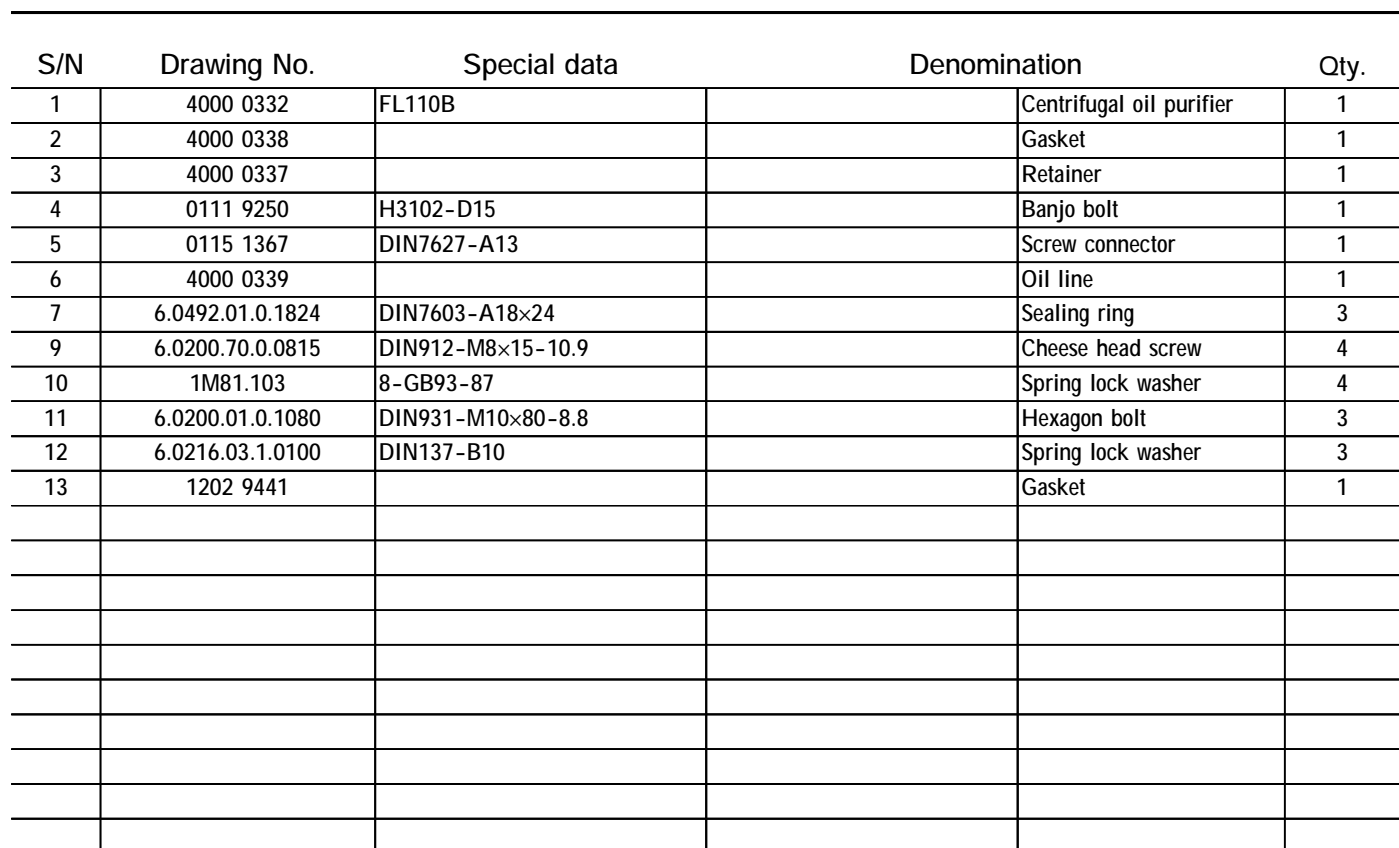 S/N Drawing No. Special data Denomination Qty.
1 4000 0332 FL110B Centrifugal oil purifier 1
2 4000 0338 Gasket 1
3 4000 0337 Retainer 1
4 0111 9250 H3102-D15 Banjo bolt 1
5 0115 1367 DIN7627-A13 Screw connector 1
6 4000 0339 Oil line 1
7 6.0492.01.0.1824 DIN7603-A18×24 Sealing ring 3
9 6.0200.70.0.0815 DIN912-M8×15-10.9 Cheese head screw 4
10 1M81.103 8-GB93-87 Spring lock washer 4
11 6.0200.01.0.1080 DIN931-M10×80-8.8 Hexagon bolt 3
12 6.0216.03.1.0100 DIN137-B10 Spring lock washer 3
13 1202 9441 Gasket 1